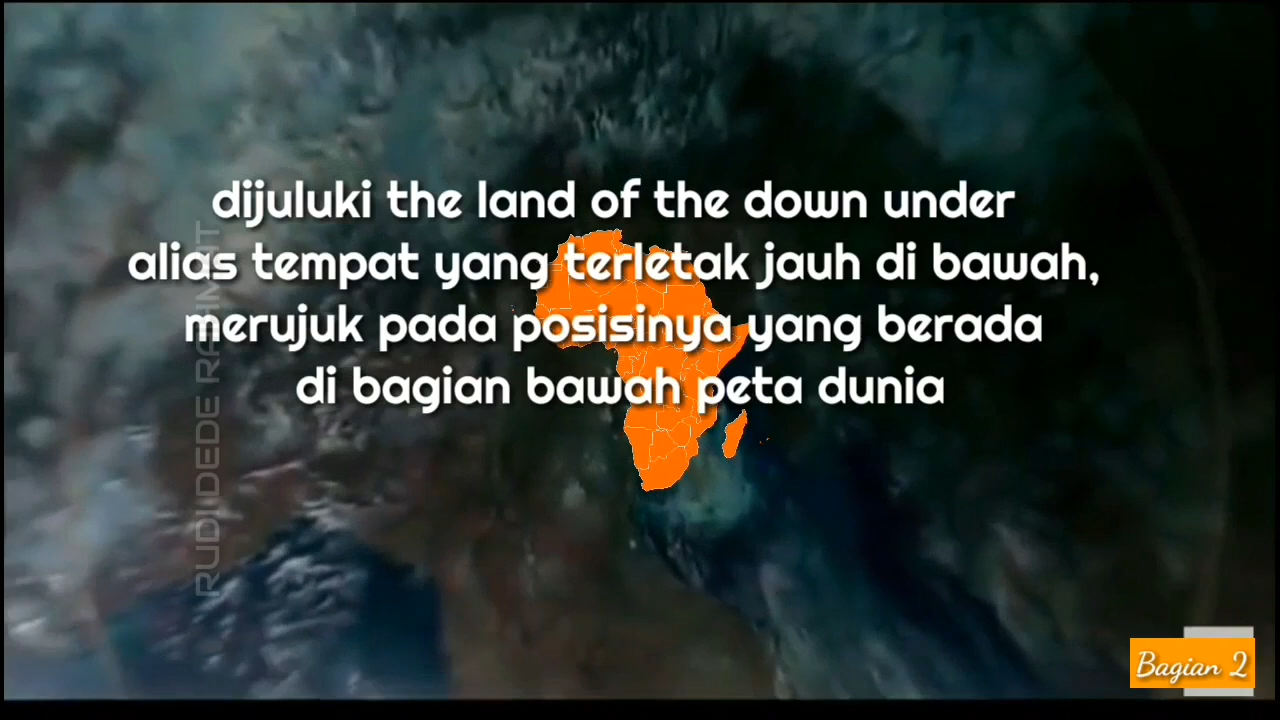 dijuluki the land of the down under
alias tempat yang terletak jauh di bawah,
merujuk pada posisinya yang berada
di bagian bawah peta dunia
Bagian 2